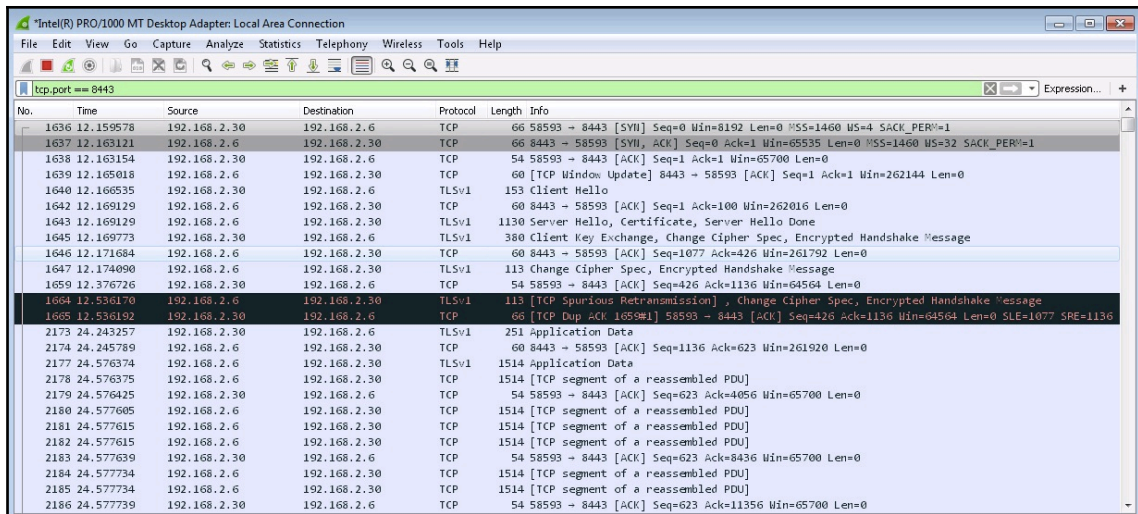 *Intel(R) PRO/1000 MT Desktop Adapter: Local Area Connection
File Edit View Go Capture Analyze Statistics Telephony Wireless Tools Help
tcp.port == 8443 Expression... +
No. Time Source Destination Protocol Length Info
1636 12.159578 192.168.2.30 192.168.2.6 TCP 66 58593 → 8443 [SYN] Seq=0 Win=8192 Len=0 MSS=1460 WS=4 SACK_PERM=1
1637 12.163121 192.168.2.6 192.168.2.30 TCP 66 8443 → 58593 [SYN, ACK] Seq=0 Ack=1 Win=65535 Len=0 MSS=1460 WS=32 SACK_PERM=1
1638 12.163154 192.168.2.30 192.168.2.6 TCP 54 58593 → 8443 [ACK] Seq=1 Ack=1 Win=65700 Len=0
1639 12.165018 192.168.2.6 192.168.2.30 TCP 60 [TCP Window Update] 8443 → 58593 [ACK] Seq=1 Ack=1 Win=262144 Len=0
1640 12.166535 192.168.2.30 192.168.2.6 TLSv1 153 Client Hello
1642 12.169129 192.168.2.6 192.168.2.30 TCP 60 8443 → 58593 [ACK] Seq=1 Ack=100 Win=262016 Len=0
1643 12.169129 192.168.2.6 192.168.2.30 TLSv1 1130 Server Hello, Certificate, Server Hello Done
1645 12.169773 192.168.2.30 192.168.2.6 TLSv1 380 Client Key Exchange, Change Cipher Spec, Encrypted Handshake Message
1646 12.171684 192.168.2.6 192.168.2.30 TCP 60 8443 → 58593 [ACK] Seq=1077 Ack=426 Win=261792 Len=0
1647 12.174090 192.168.2.6 192.168.2.30 TLSv1 113 Change Cipher Spec, Encrypted Handshake Message
1659 12.376726 192.168.2.30 192.168.2.6 TCP 54 58593 → 8443 [ACK] Seq=426 Ack=1136 Win=64564 Len=0
1664 12.536170 192.168.2.6 192.168.2.30 TLSv1 113 [TCP Spurious Retransmission] , Change Cipher Spec, Encrypted Handshake Message
1665 12.536192 192.168.2.30 192.168.2.6 TCP 66 [TCP Dup ACK 1659#1] 58593 → 8443 [ACK] Seq=426 Ack=1136 Win=64564 Len=0 SLE=1077 SRE=1136
2173 24.243257 192.168.2.30 192.168.2.6 TLSv1 251 Application Data
2174 24.245789 192.168.2.6 192.168.2.30 TCP 60 8443 → 58593 [ACK] Seq=1136 Ack=623 Win=261920 Len=0
2177 24.576374 192.168.2.6 192.168.2.30 TLSv1 1514 Application Data
2178 24.576375 192.168.2.6 192.168.2.30 TCP 1514 [TCP segment of a reassembled PDU]
2179 24.576425 192.168.2.30 192.168.2.6 TCP 54 58593 → 8443 [ACK] Seq=623 Ack=4056 Win=65700 Len=0
2180 24.577605 192.168.2.6 192.168.2.30 TCP 1514 [TCP segment of a reassembled PDU]
2181 24.577615 192.168.2.6 192.168.2.30 TCP 1514 [TCP segment of a reassembled PDU]
2182 24.577615 192.168.2.6 192.168.2.30 TCP 1514 [TCP segment of a reassembled PDU]
2183 24.577639 192.168.2.30 192.168.2.6 TCP 54 58593 → 8443 [ACK] Seq=623 Ack=8436 Win=65700 Len=0
2184 24.577734 192.168.2.6 192.168.2.30 TCP 1514 [TCP segment of a reassembled PDU]
2185 24.577734 192.168.2.6 192.168.2.30 TCP 1514 [TCP segment of a reassembled PDU]
2186 24.577739 192.168.2.30 192.168.2.6 TCP 54 58593 → 8443 [ACK] Seq=623 Ack=11356 Win=65700 Len=0